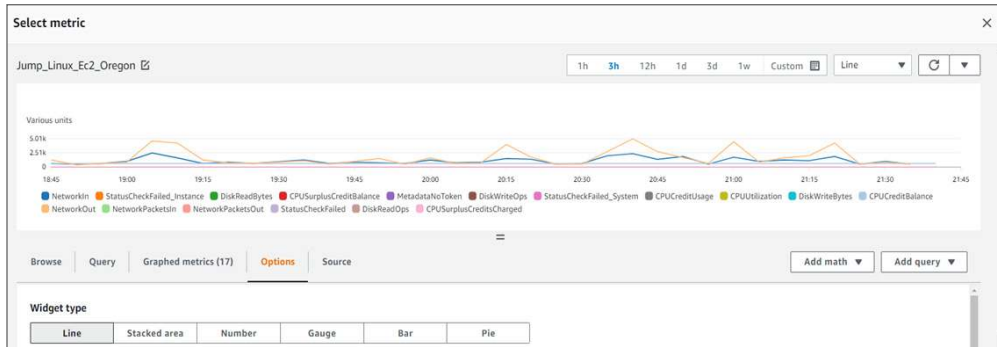 Select metric ×
Jump_Linux_Ec2_Oregon 1h 3h 12h 1d 3d 1w Custom Line
Various units
5.01k
2.51k
0
18:45 19:00 19:15 19:30 19:45 20:00 20:15 20:30 20:45 21:00 21:15 21:30 21:45
NetworkIn StatusCheckFailed_Instance DiskReadBytes CPUSurplusCreditBalance MetadataNoToken DiskWriteOps StatusCheckFailed_System CPUCreditUsage CPUUtilization DiskWriteBytes CPUCreditBalance
NetworkOut NetworkPacketsIn NetworkPacketsOut StatusCheckFailed DiskReadOps CPUSurplusCreditsCharged
=
Browse Query Graphed metrics (17) Options Source Add math Add query
Widget type
Line Stacked area Number Gauge Bar Pie